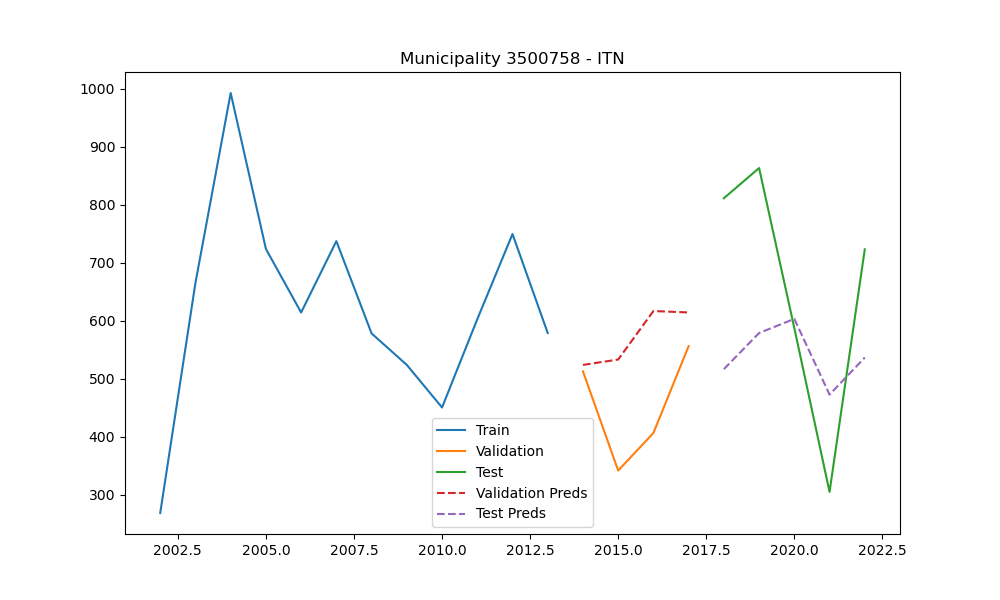 Municipality 3500758 - ITN
1000
900
800
700
600
500
400
300
Train
Validation
Test
Validation Preds
Test Preds
2002.5 2005.0 2007.5 2010.0 2012.5 2015.0 2017.5 2020.0 2022.5